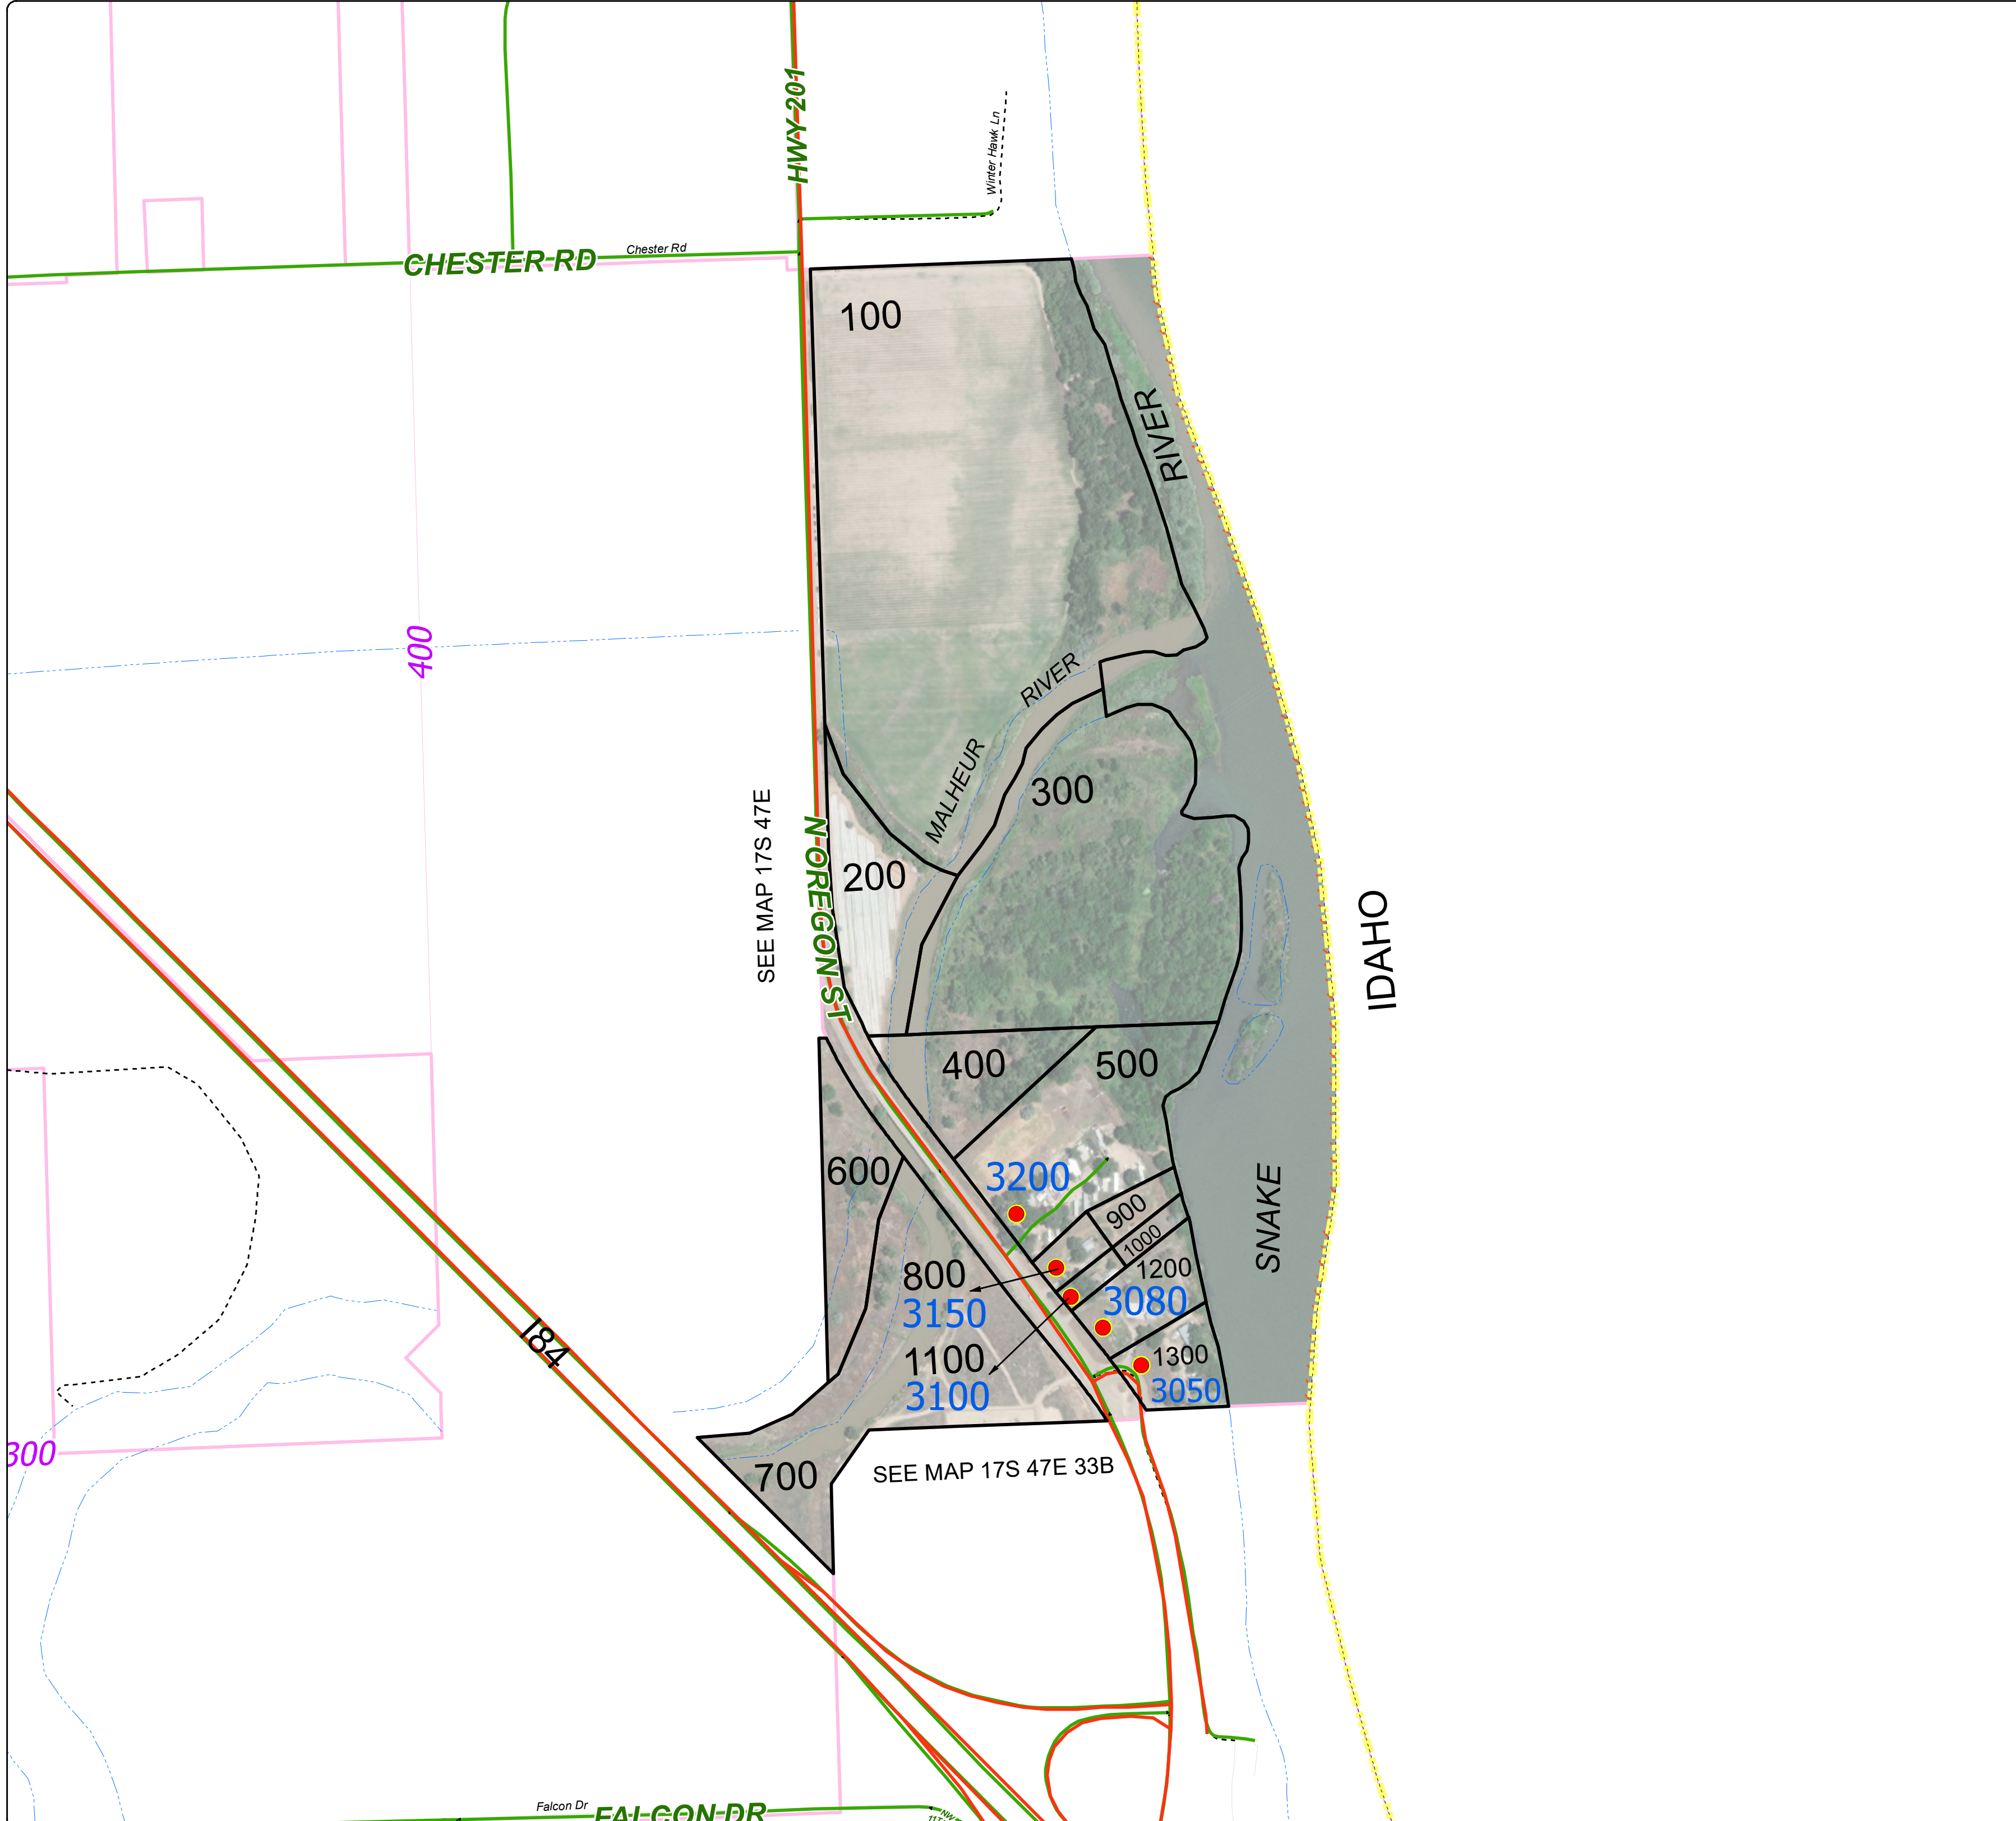 HWY 201
Winter Hawk Ln
CHESTER RD
Chester Rd
100
RIVER
400
RIVER
MALHEUR
300
SEE MAP 17S 47E
N OREGON ST
200
IDAHO
400
500
600
3200
SNAKE
900
1000
800
3150
1200
3080
1100
3100
1300
3050
I84
300
700
SEE MAP 17S 47E 33B
Falcon Dr
FALCON DR
NW
11T